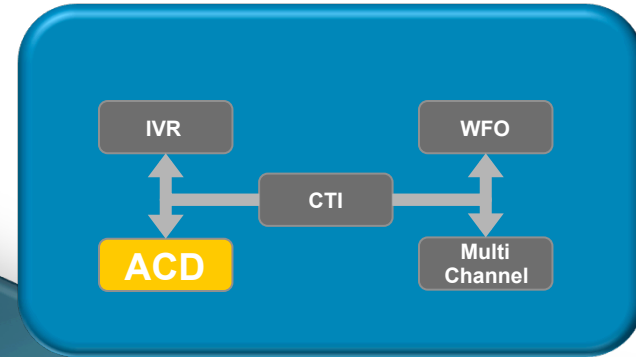 IVR
WFO
CTI
ACD
Multi
Channel